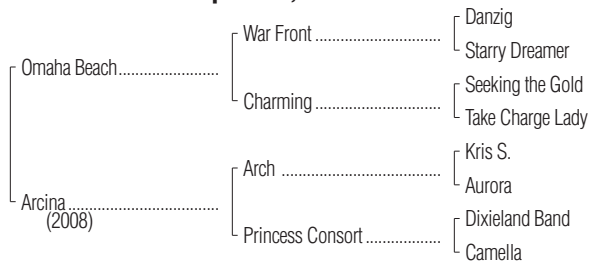 Danzig
War Front
Starry Dreamer
Omaha Beach
Seeking the Gold
Charming
Take Charge Lady
Kris S.
Arch
Aurora
Arcina
(2008)
Dixieland Band
Princess Consort
Camella